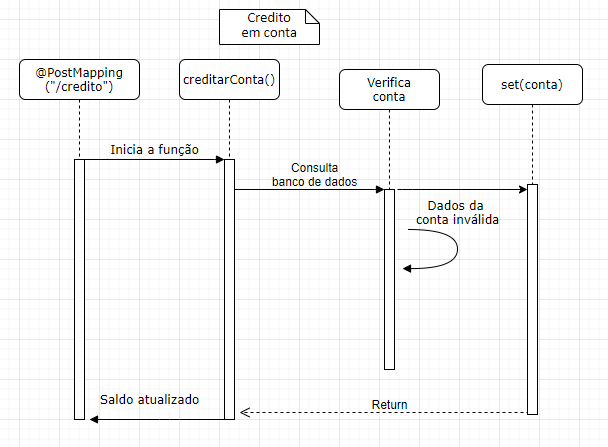 Credito
em conta
@PostMapping
("/credito")
creditarConta()
Verifica
conta
set(conta)
Inicia a função
Consulta
banco de dados
Dados da
conta inválida
Saldo atualizado
Return